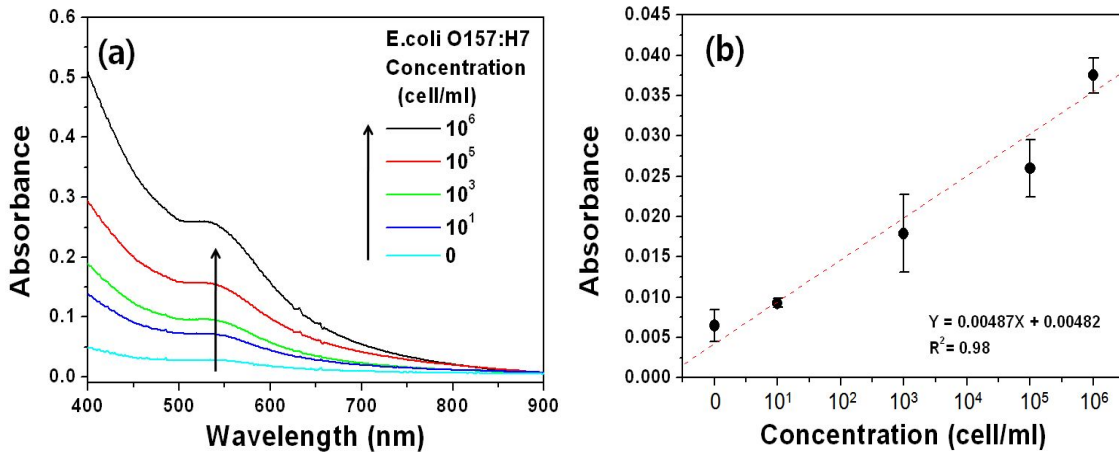 (a)
E.coli O157:H7
Concentration
(cell/ml)
10⁶
10⁵
10³
10¹
0
Absorbance
0.6
0.5
0.4
0.3
0.2
0.1
0.0
400 500 600 700 800 900
Wavelength (nm)
(b)
Absorbance
0.045
0.040
0.035
0.030
0.025
0.020
0.015
0.010
0.005
0.000
Y = 0.00487X + 0.00482
R² = 0.98
0 10¹ 10² 10³ 10⁴ 10⁵ 10⁶
Concentration (cell/ml)